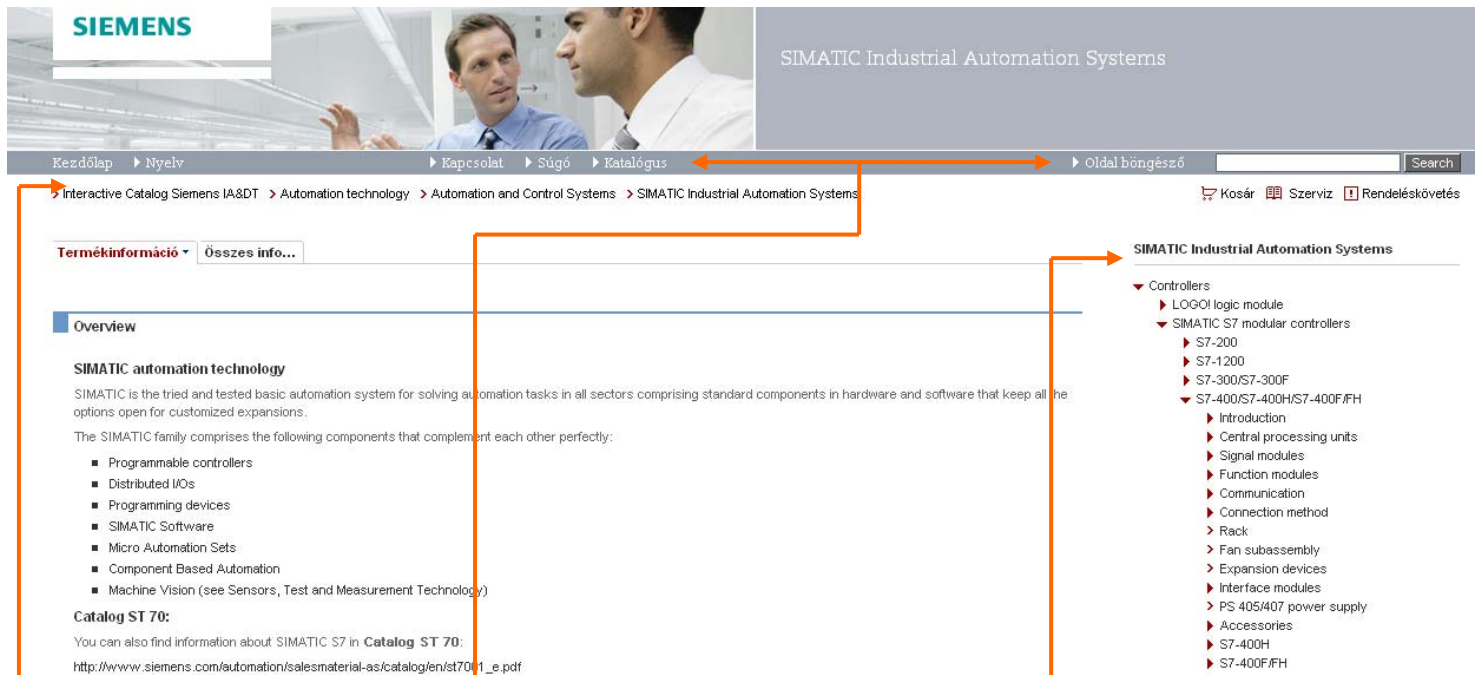 SIEMENS
SIMATIC Industrial Automation Systems
Kezdőlap Nyelv Kapcsolat Súgó Katalógus Oldal böngésző Search
Interactive Catalog Siemens IA&DT Automation technology Automation and Control Systems SIMATIC Industrial Automation Systems
Kosár Szerviz Rendeléskövetés
Termékinformáció Összes info...
Overview
SIMATIC automation technology
SIMATIC is the tried and tested basic automation system for solving automation tasks in all sectors comprising standard components in hardware and software that keep all the
options open for customized expansions.
The SIMATIC family comprises the following components that complement each other perfectly:
Programmable controllers
Distributed I/Os
Programming devices
SIMATIC Software
Micro Automation Sets
Component Based Automation
Machine Vision (see Sensors, Test and Measurement Technology)
Catalog ST 70:
You can also find information about SIMATIC S7 in Catalog ST 70:
http://www.siemens.com/automation/salesmaterial-as/catalog/en/st7001_e.pdf
SIMATIC Industrial Automation Systems
Controllers
LOGO! logic module
SIMATIC S7 modular controllers
S7-200
S7-1200
S7-300/S7-300F
S7-400/S7-400H/S7-400F/FH
Introduction
Central processing units
Signal modules
Function modules
Communication
Connection method
Rack
Fan subassembly
Expansion devices
Interface modules
PS 405/407 power supply
Accessories
S7-400H
S7-400F/FH